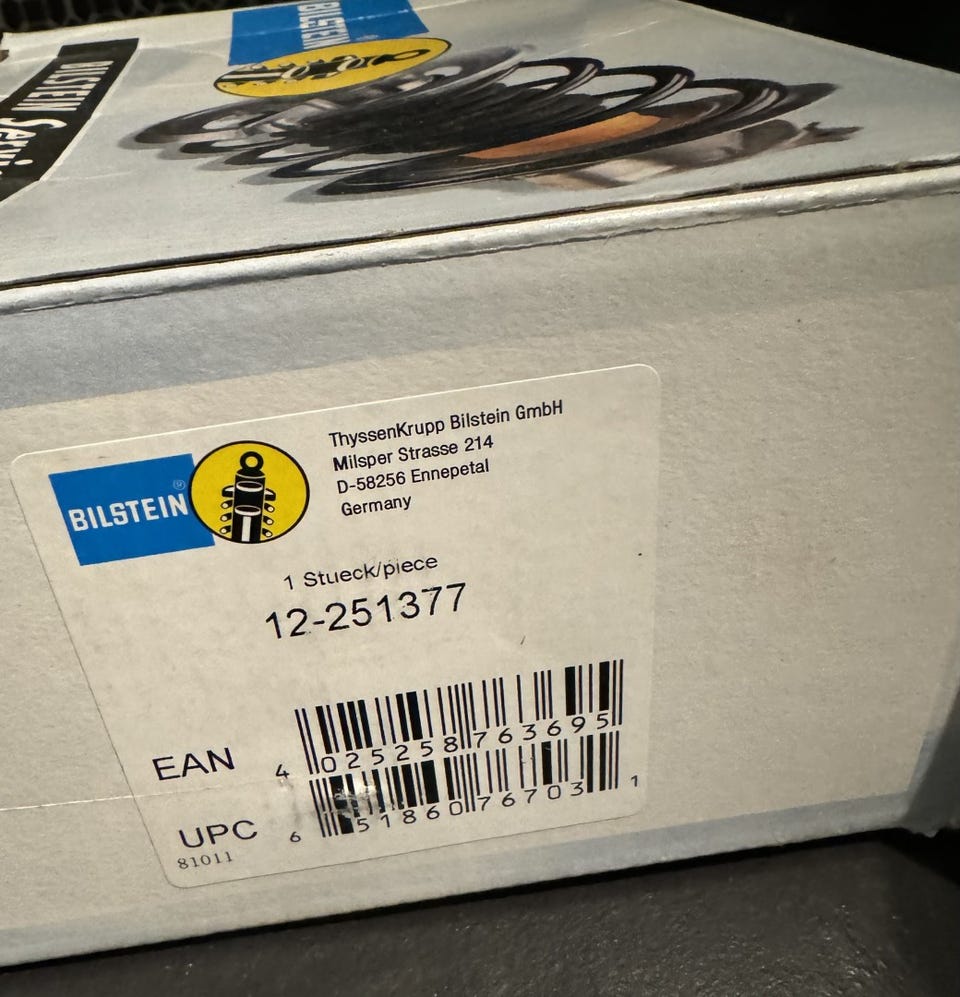 BILSTEIN
BILSTEIN
BILSTEIN®
ThyssenKrupp Bilstein GmbH
Milsper Strasse 214
D-58256 Ennepetal
Germany
1 Stueck/piece
12-251377
EAN
4 025258 763695
UPC
6 51860 76703 1
81011